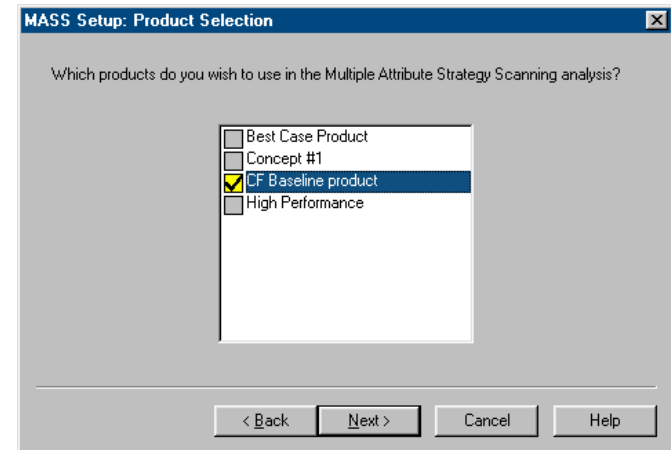 MASS Setup: Product Selection
Which products do you wish to use in the Multiple Attribute Strategy Scanning analysis?
Best Case Product
Concept #1
CF Baseline product
High Performance
< Back Next > Cancel Help